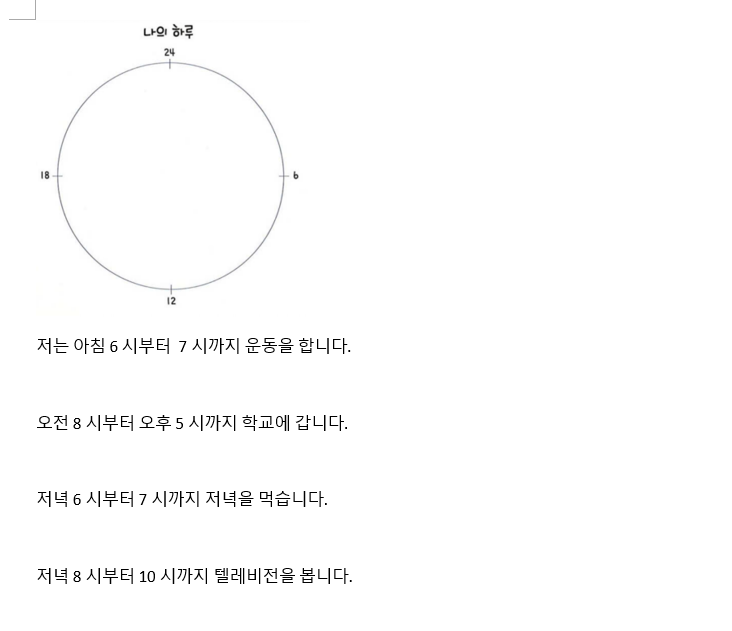 나의 하루
24
18
6
12
저는 아침 6 시부터 7 시까지 운동을 합니다.
오전 8 시부터 오후 5 시까지 학교에 갑니다.
저녁 6 시부터 7 시까지 저녁을 먹습니다.
저녁 8 시부터 10 시까지 텔레비전을 봅니다.